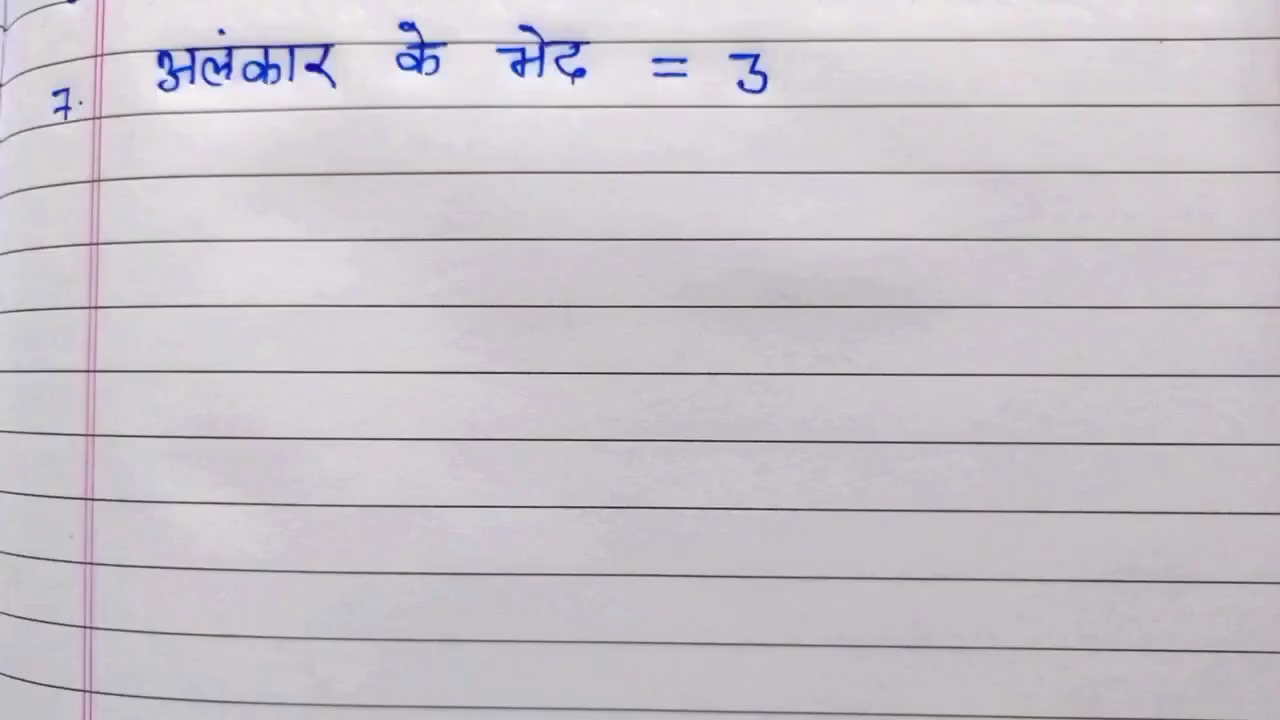 अलंकार के भेद = 3
7.